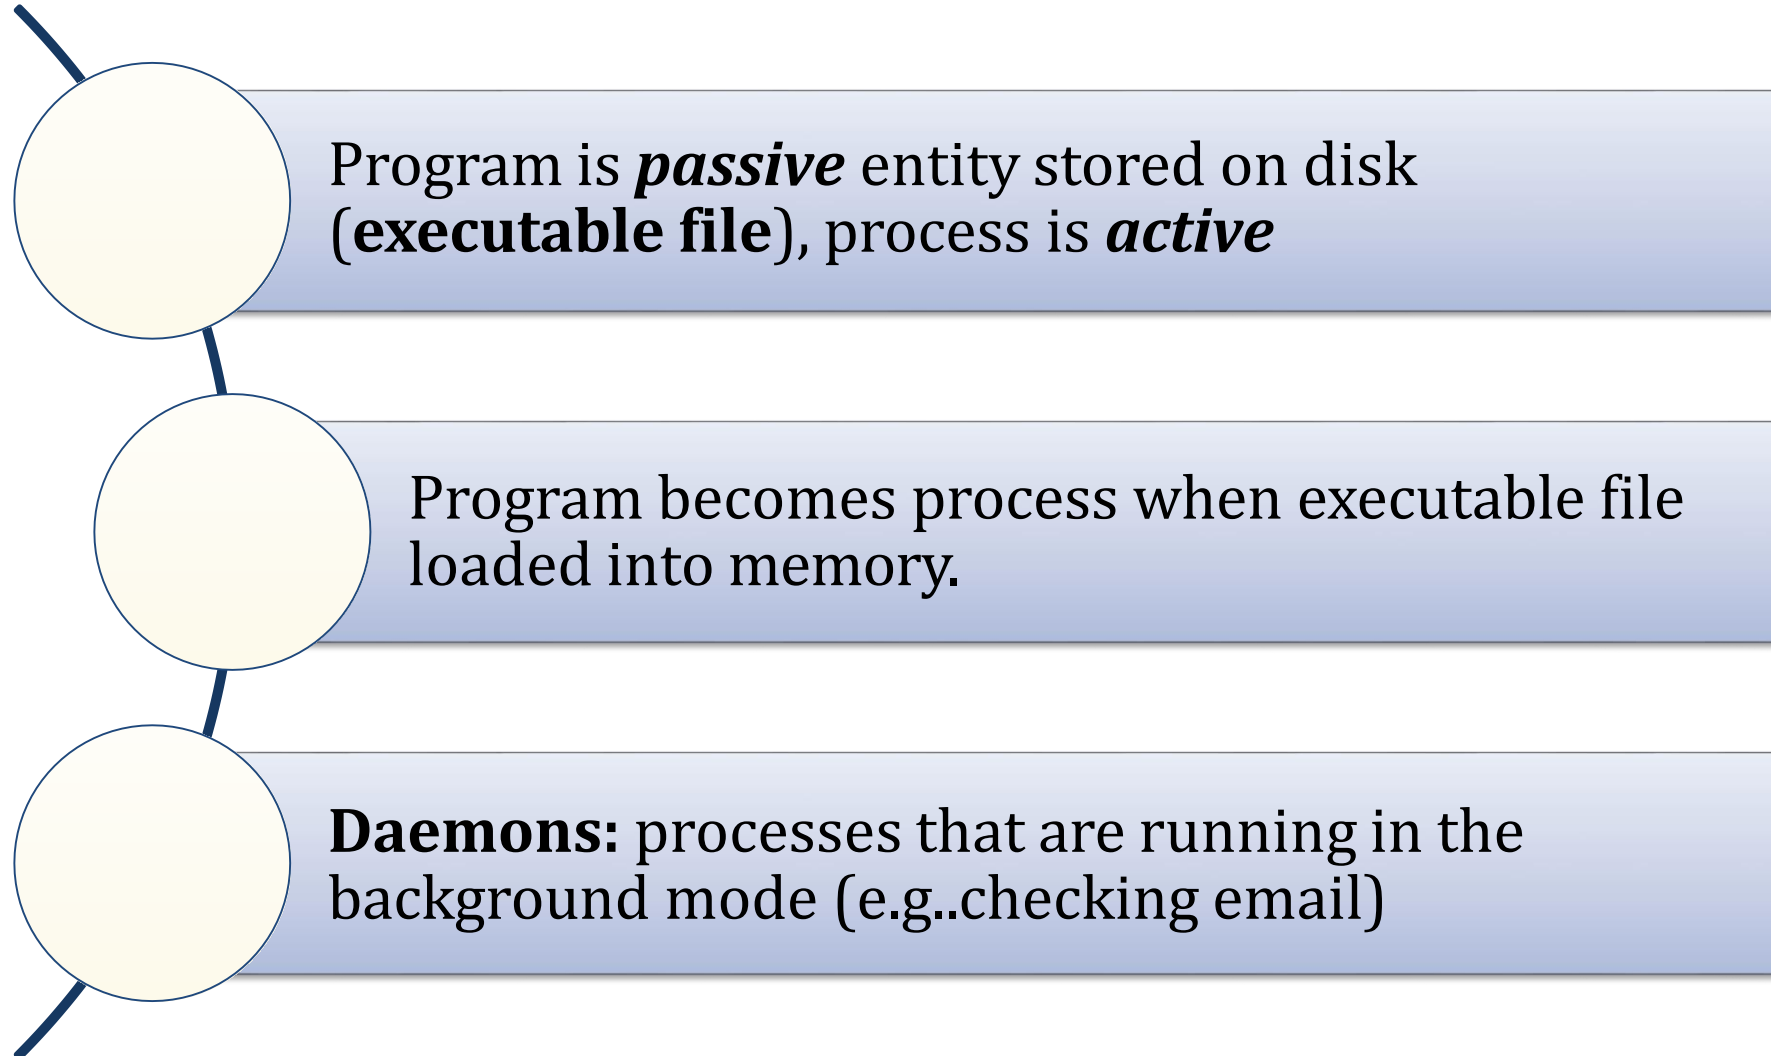 Program is passive entity stored on disk
(executable file), process is active
Program becomes process when executable file
loaded into memory.
Daemons: processes that are running in the
background mode (e.g..checking email)